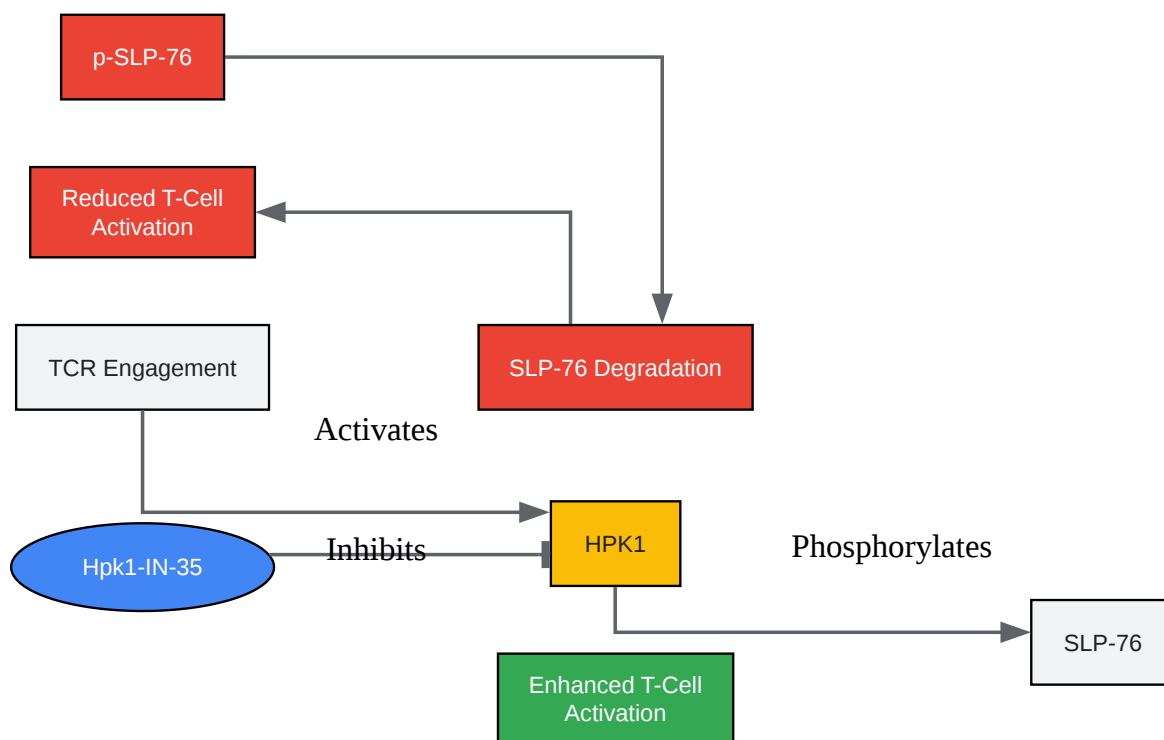 p-SLP-76
Reduced T-Cell
Activation
TCR Engagement
SLP-76 Degradation
Activates
Hpk1-IN-35
Inhibits
HPK1
Phosphorylates
SLP-76
Enhanced T-Cell
Activation